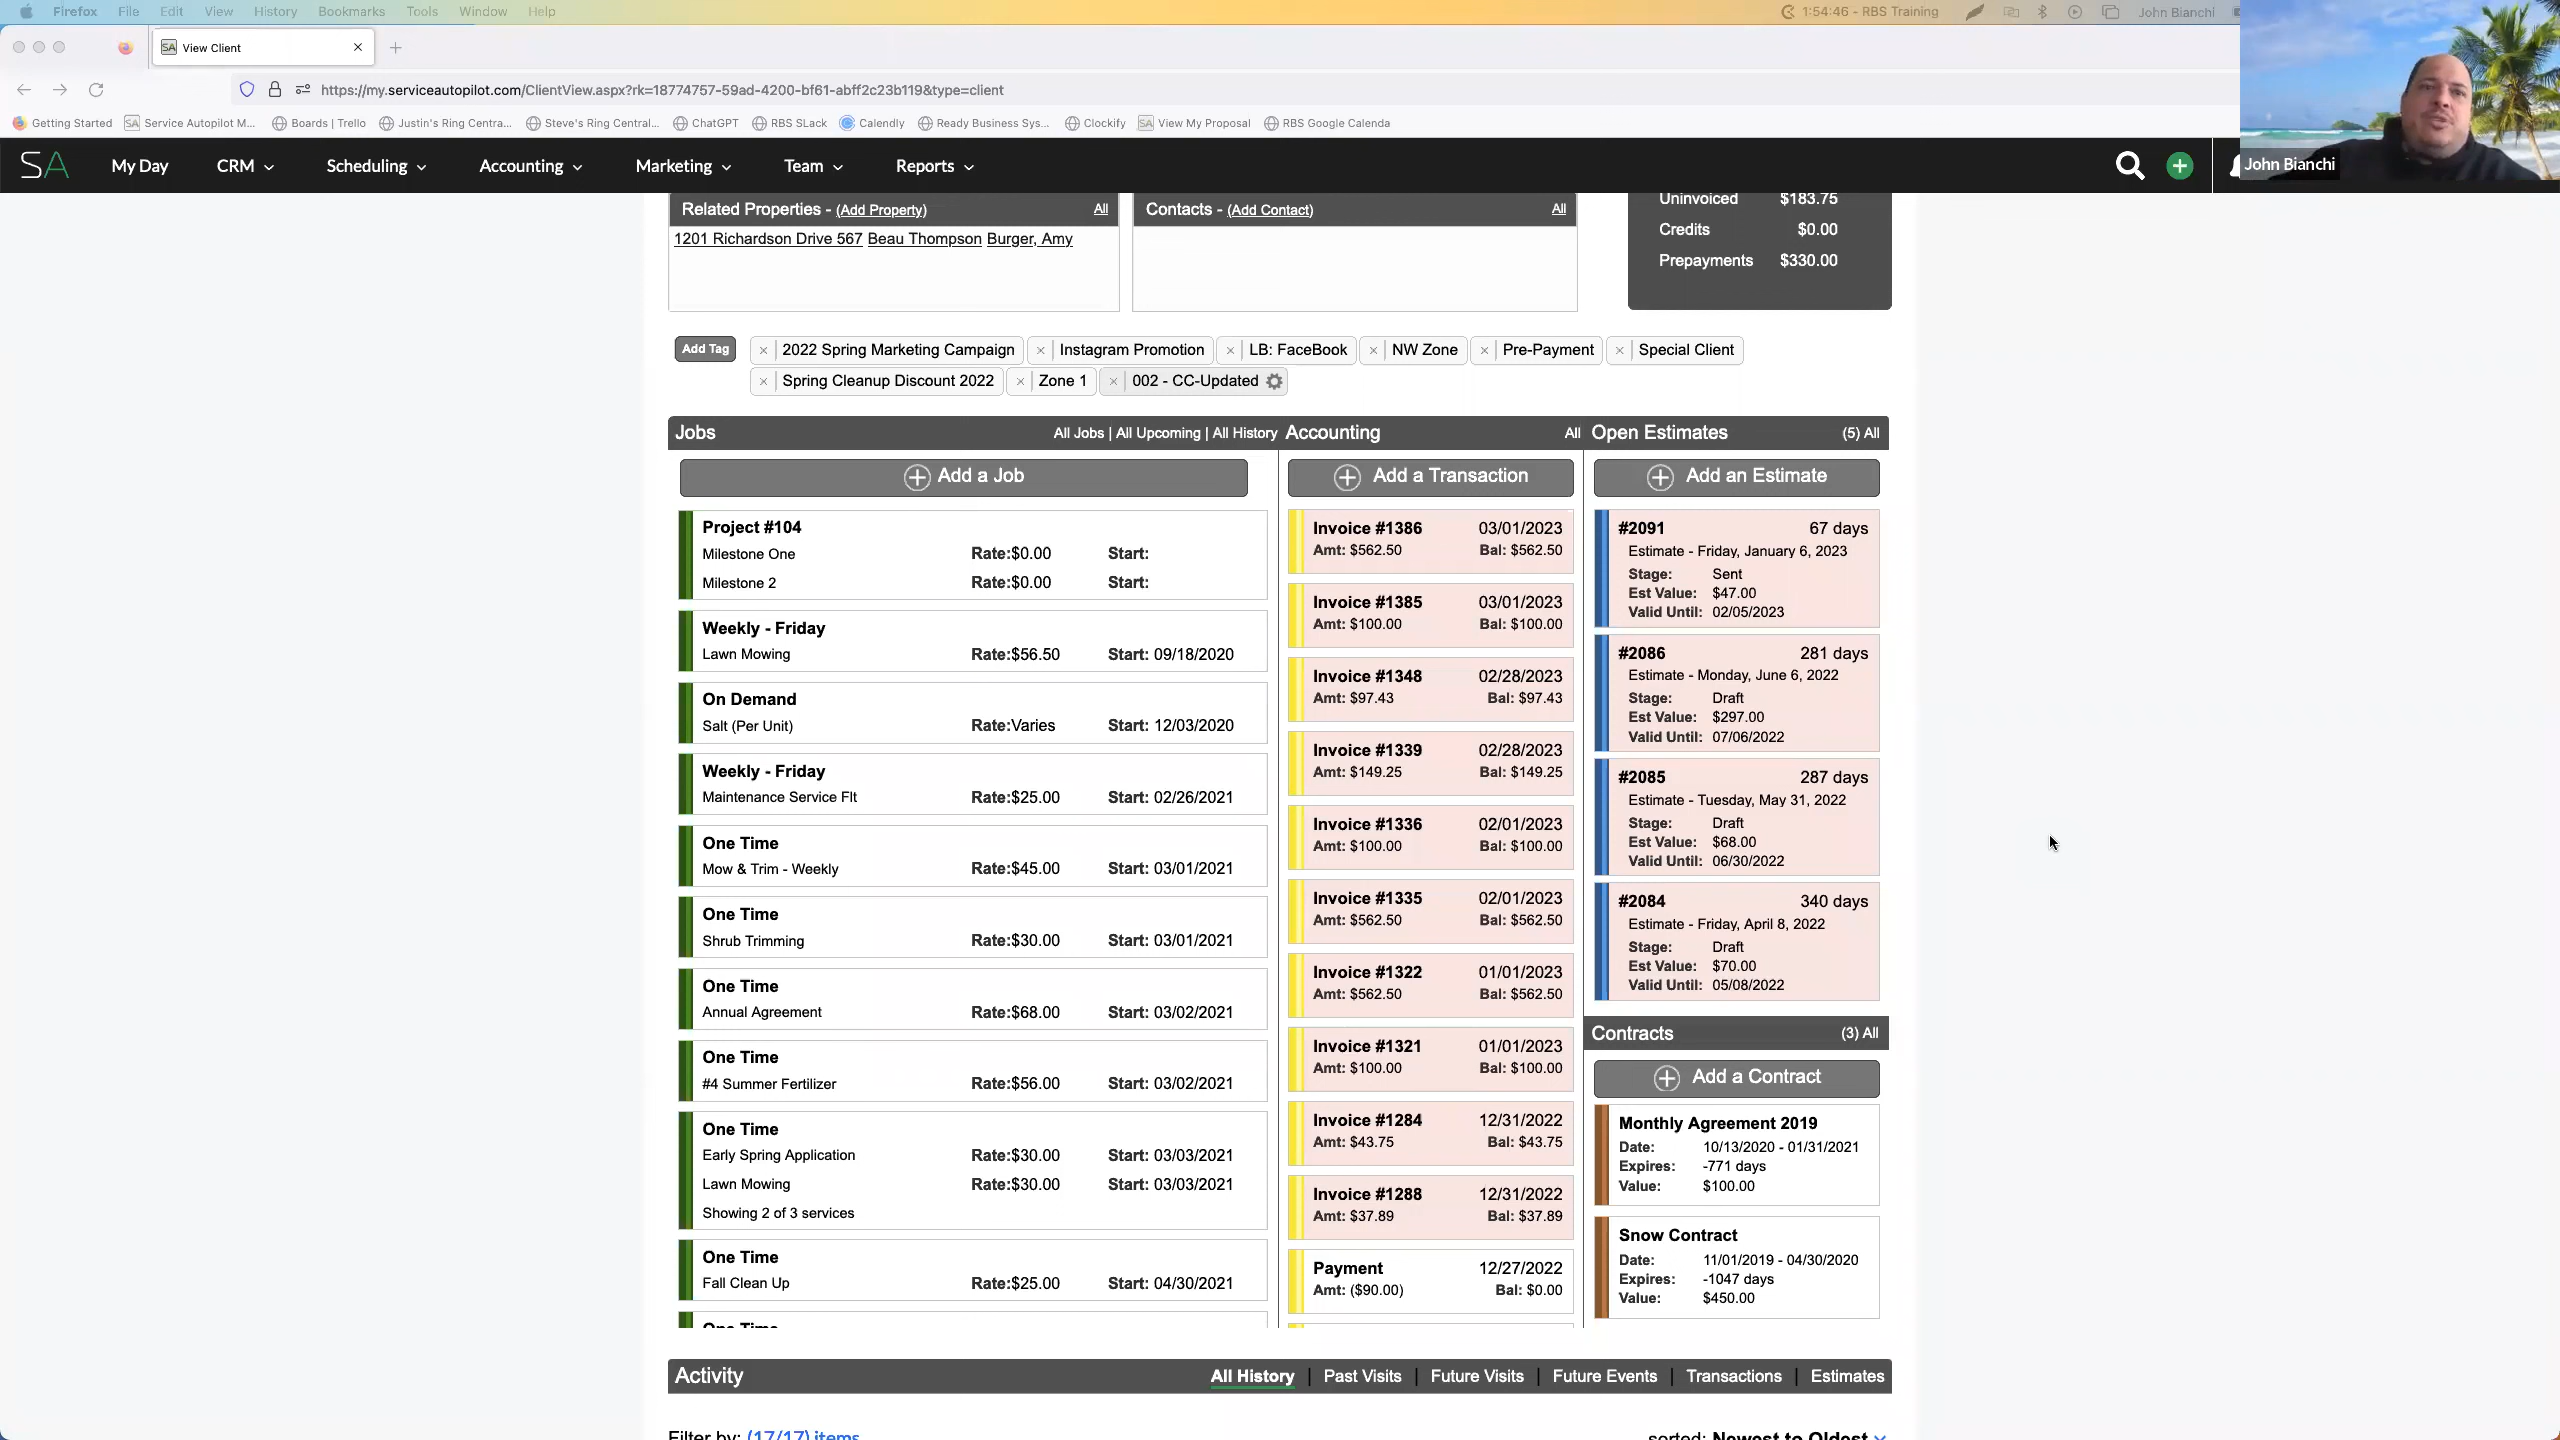 Firefox File Edit View History Bookmarks Tools Window Help
1:54:46 - RBS Training John Bianchi
SA View Client
https://my.serviceautopilot.com/ClientView.aspx?rk=18774757-59ad-4200-bf61-abff2c23b119&type=client
Getting Started SA Service Autopilot M... Boards | Trello Justin's Ring Centra... Steve's Ring Central... ChatGPT RBS SLack Calendly Ready Business Sys... Clockify SA View My Proposal RBS Google Calenda
SA My Day CRM Scheduling Accounting Marketing Team Reports
John Bianchi
Related Properties - (Add Property) All
1201 Richardson Drive 567 Beau Thompson Burger, Amy
Contacts - (Add Contact) All
Uninvoiced $183.75
Credits $0.00
Prepayments $330.00
Add Tag × 2022 Spring Marketing Campaign × Instagram Promotion × LB: FaceBook × NW Zone × Pre-Payment × Special Client
× Spring Cleanup Discount 2022 × Zone 1 × 002 - CC-Updated
Jobs All Jobs | All Upcoming | All History
Add a Job
Project #104
Milestone One Rate:$0.00 Start:
Milestone 2 Rate:$0.00 Start:
Weekly - Friday
Lawn Mowing Rate:$56.50 Start: 09/18/2020
On Demand
Salt (Per Unit) Rate:Varies Start: 12/03/2020
Weekly - Friday
Maintenance Service Flt Rate:$25.00 Start: 02/26/2021
One Time
Mow & Trim - Weekly Rate:$45.00 Start: 03/01/2021
One Time
Shrub Trimming Rate:$30.00 Start: 03/01/2021
One Time
Annual Agreement Rate:$68.00 Start: 03/02/2021
One Time
#4 Summer Fertilizer Rate:$56.00 Start: 03/02/2021
One Time
Early Spring Application Rate:$30.00 Start: 03/03/2021
Lawn Mowing Rate:$30.00 Start: 03/03/2021
Showing 2 of 3 services
One Time
Fall Clean Up Rate:$25.00 Start: 04/30/2021
One Time
Accounting All
Add a Transaction
Invoice #1386 03/01/2023
Amt: $562.50 Bal: $562.50
Invoice #1385 03/01/2023
Amt: $100.00 Bal: $100.00
Invoice #1348 02/28/2023
Amt: $97.43 Bal: $97.43
Invoice #1339 02/28/2023
Amt: $149.25 Bal: $149.25
Invoice #1336 02/01/2023
Amt: $100.00 Bal: $100.00
Invoice #1335 02/01/2023
Amt: $562.50 Bal: $562.50
Invoice #1322 01/01/2023
Amt: $562.50 Bal: $562.50
Invoice #1321 01/01/2023
Amt: $100.00 Bal: $100.00
Invoice #1284 12/31/2022
Amt: $43.75 Bal: $43.75
Invoice #1288 12/31/2022
Amt: $37.89 Bal: $37.89
Payment 12/27/2022
Amt: ($90.00) Bal: $0.00
Open Estimates (5) All
Add an Estimate
#2091 67 days
Estimate - Friday, January 6, 2023
Stage: Sent
Est Value: $47.00
Valid Until: 02/05/2023
#2086 281 days
Estimate - Monday, June 6, 2022
Stage: Draft
Est Value: $297.00
Valid Until: 07/06/2022
#2085 287 days
Estimate - Tuesday, May 31, 2022
Stage: Draft
Est Value: $68.00
Valid Until: 06/30/2022
#2084 340 days
Estimate - Friday, April 8, 2022
Stage: Draft
Est Value: $70.00
Valid Until: 05/08/2022
Contracts (3) All
Add a Contract
Monthly Agreement 2019
Date: 10/13/2020 - 01/31/2021
Expires: -771 days
Value: $100.00
Snow Contract
Date: 11/01/2019 - 04/30/2020
Expires: -1047 days
Value: $450.00
Activity All History | Past Visits | Future Visits | Future Events | Transactions | Estimates
Filter by: (17/17) items sorted: Newest to Oldest